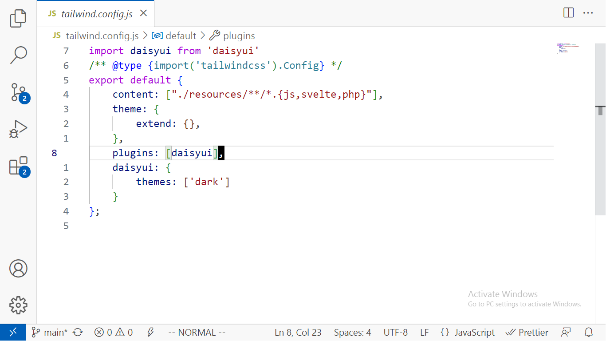 JS tailwind.config.js
JS tailwind.config.js > default > plugins
7 import daisyui from 'daisyui'
6 /** @type {import('tailwindcss').Config} */
5 export default {
4 content: ["./resources/**/*.{js,svelte,php}"],
3 theme: {
2 extend: {},
1 },
8 plugins: [daisyui],
1 daisyui: {
2 themes: ['dark']
3 }
4 };
5
2
2
Activate Windows
Go to PC settings to activate Windows.
main* 0 0 -- NORMAL -- Ln 8, Col 23 Spaces: 4 UTF-8 LF {} JavaScript Prettier